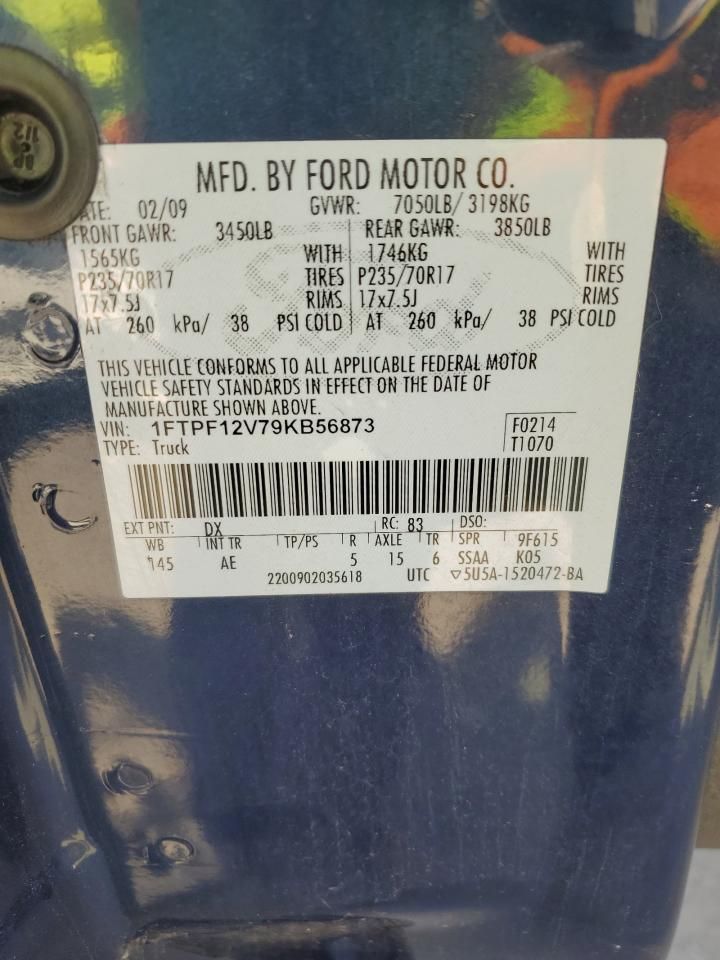 MFD. BY FORD MOTOR CO.
ATE: 02/09 GVWR: 7050LB/ 3198KG
FRONT GAWR: 3450LB REAR GAWR: 3850LB
1565KG WITH 1746KG WITH
P235/70R17 TIRES P235/70R17 TIRES
17x7.5J RIMS 17x7.5J RIMS
AT 260 kPa/ 38 PSI COLD AT 260 kPa/ 38 PSI COLD
THIS VEHICLE CONFORMS TO ALL APPLICABLE FEDERAL MOTOR
VEHICLE SAFETY STANDARDS IN EFFECT ON THE DATE OF
MANUFACTURE SHOWN ABOVE.
VIN: 1FTPF12V79KB56873 F0214
TYPE: Truck T1070
EXT PNT: DX RC: 83 DSO:
WB INT TR TP/PS R AXLE TR SPR 9F615
145 AE 5 15 6 SSAA K05
2200902035618 UTC ▽5U5A-1520472-BA